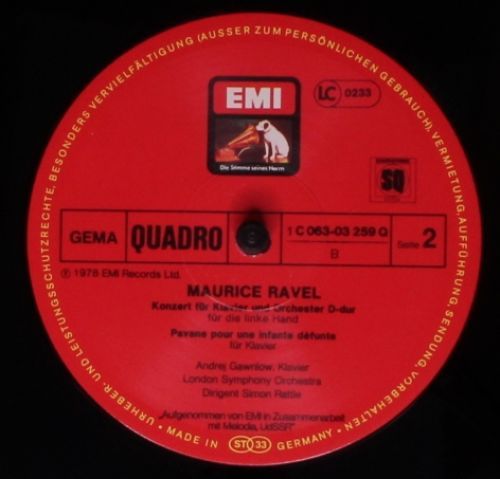 URHEBER- UND LEISTUNGSSCHUTZRECHTE, BESONDERS VERVIELFÄLTIGUNG (AUSSER ZUM PERSÖNLICHEN GEBRAUCH), VERMIETUNG, AUFFÜHRUNG, SENDUNG, VORBEHALTEN
EMI
LC 0233
Die Stimme seines Herrn
SQ
GEMA
QUADRO
1 C 063-03 259 Q
B
Seite 2
℗ 1978 EMI Records Ltd.
MAURICE RAVEL
Konzert für Klavier und Orchester D-dur
für die linke Hand
Pavane pour une infante défunte
für Klavier
Andrej Gawrilow, Klavier
London Symphony Orchestra
Dirigent Simon Rattle
„Aufgenommen von EMI in Zusammenarbeit
mit Melodia, UdSSR"
• MADE IN ST 33 GERMANY •